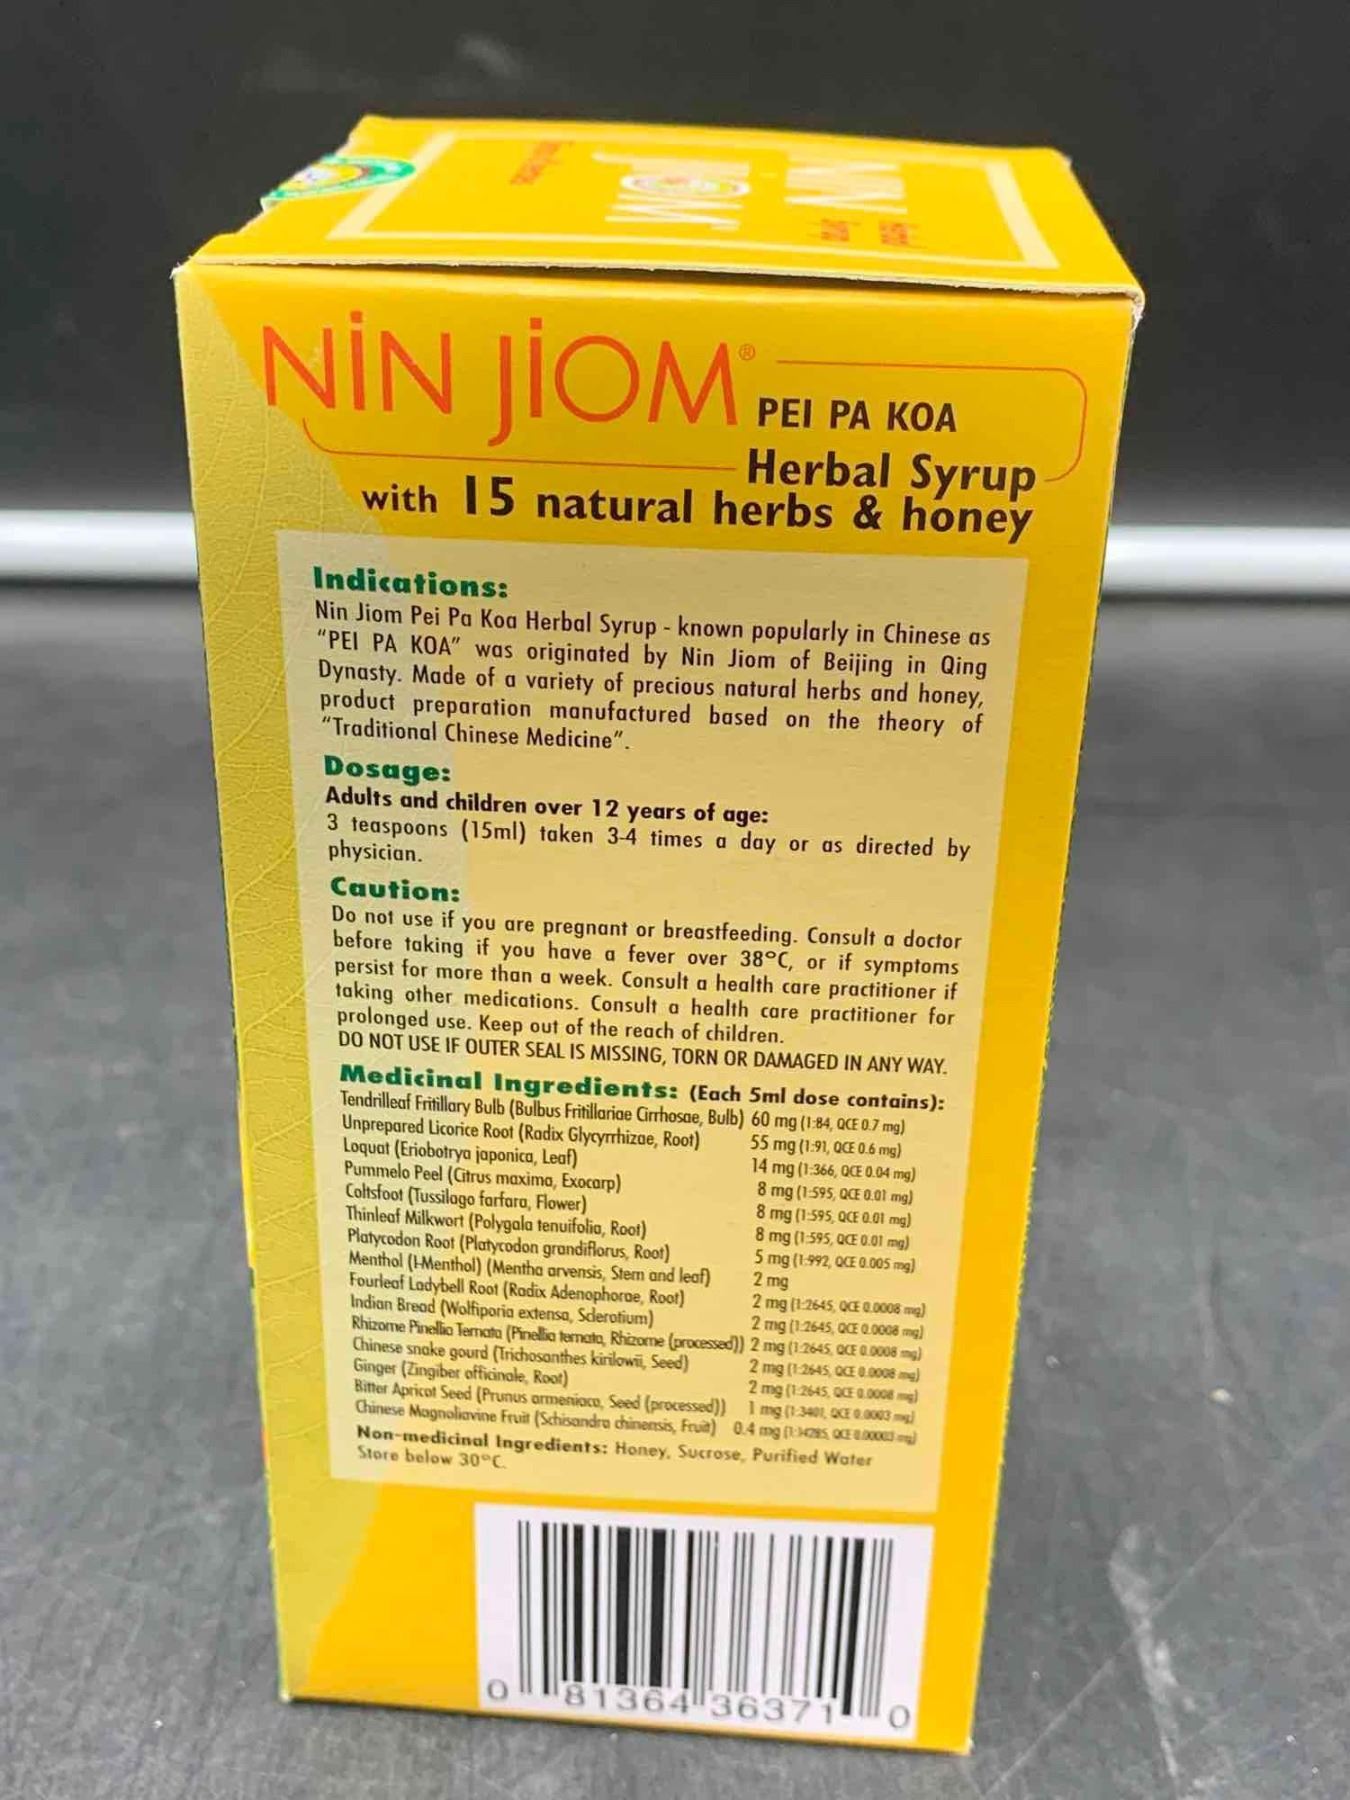 NIN JIOM
NIN JIOM® PEI PA KOA
Herbal Syrup
with 15 natural herbs & honey
Indications:
Nin Jiom Pei Pa Koa Herbal Syrup - known popularly in Chinese as
“PEI PA KOA” was originated by Nin Jiom of Beijing in Qing
Dynasty. Made of a variety of precious natural herbs and honey,
product preparation manufactured based on the theory of
“Traditional Chinese Medicine”.
Dosage:
Adults and children over 12 years of age:
3 teaspoons (15ml) taken 3-4 times a day or as directed by
physician.
Caution:
Do not use if you are pregnant or breastfeeding. Consult a doctor
before taking if you have a fever over 38°C, or if symptoms
persist for more than a week. Consult a health care practitioner if
taking other medications. Consult a health care practitioner for
prolonged use. Keep out of the reach of children.
DO NOT USE IF OUTER SEAL IS MISSING, TORN OR DAMAGED IN ANY WAY.
Medicinal Ingredients: (Each 5ml dose contains):
Tendrilleaf Fritillary Bulb (Bulbus Fritillariae Cirrhosae, Bulb) 60 mg (1:84, QCE 0.7 mg)
Unprepared Licorice Root (Radix Glycyrrhizae, Root) 55 mg (1:91, QCE 0.6 mg)
Loquat (Eriobotrya japonica, Leaf) 14 mg (1:366, QCE 0.04 mg)
Pummelo Peel (Citrus maxima, Exocarp) 8 mg (1:595, QCE 0.01 mg)
Coltsfoot (Tussilago farfara, Flower) 8 mg (1:595, QCE 0.01 mg)
Thinleaf Milkwort (Polygala tenuifolia, Root) 8 mg (1:595, QCE 0.01 mg)
Platycodon Root (Platycodon grandiflorus, Root) 5 mg (1:992, QCE 0.005 mg)
Menthol (l-Menthol) (Mentha arvensis, Stem and leaf) 2 mg
Fourleaf Ladybell Root (Radix Adenophorae, Root) 2 mg (1:2645, QCE 0.0008 mg)
Indian Bread (Wolfiporia extensa, Sclerotium) 2 mg (1:2645, QCE 0.0008 mg)
Rhizome Pinellia Ternata (Pinellia ternata, Rhizome (processed)) 2 mg (1:2645, QCE 0.0008 mg)
Chinese snake gourd (Trichosanthes kirilowii, Seed) 2 mg (1:2645, QCE 0.0008 mg)
Ginger (Zingiber officinale, Root) 2 mg (1:2645, QCE 0.0008 mg)
Bitter Apricot Seed (Prunus armeniaca, Seed (processed)) 1 mg (1:3401, QCE 0.0003 mg)
Chinese Magnoliavine Fruit (Schisandra chinensis, Fruit) 0.4 mg (1:14285, QCE 0.00003 mg)
Non-medicinal Ingredients: Honey, Sucrose, Purified Water
Store below 30°C.
0 81364 36371 0